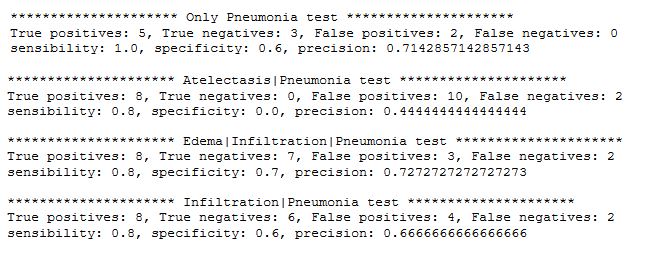 ********************* Only Pneumonia test *********************
True positives: 5, True negatives: 3, False positives: 2, False negatives: 0
sensibility: 1.0, specificity: 0.6, precision: 0.7142857142857143
********************* Atelectasis|Pneumonia test *********************
True positives: 8, True negatives: 0, False positives: 10, False negatives: 2
sensibility: 0.8, specificity: 0.0, precision: 0.4444444444444444
********************* Edema|Infiltration|Pneumonia test *********************
True positives: 8, True negatives: 7, False positives: 3, False negatives: 2
sensibility: 0.8, specificity: 0.7, precision: 0.7272727272727273
********************* Infiltration|Pneumonia test *********************
True positives: 8, True negatives: 6, False positives: 4, False negatives: 2
sensibility: 0.8, specificity: 0.6, precision: 0.6666666666666666